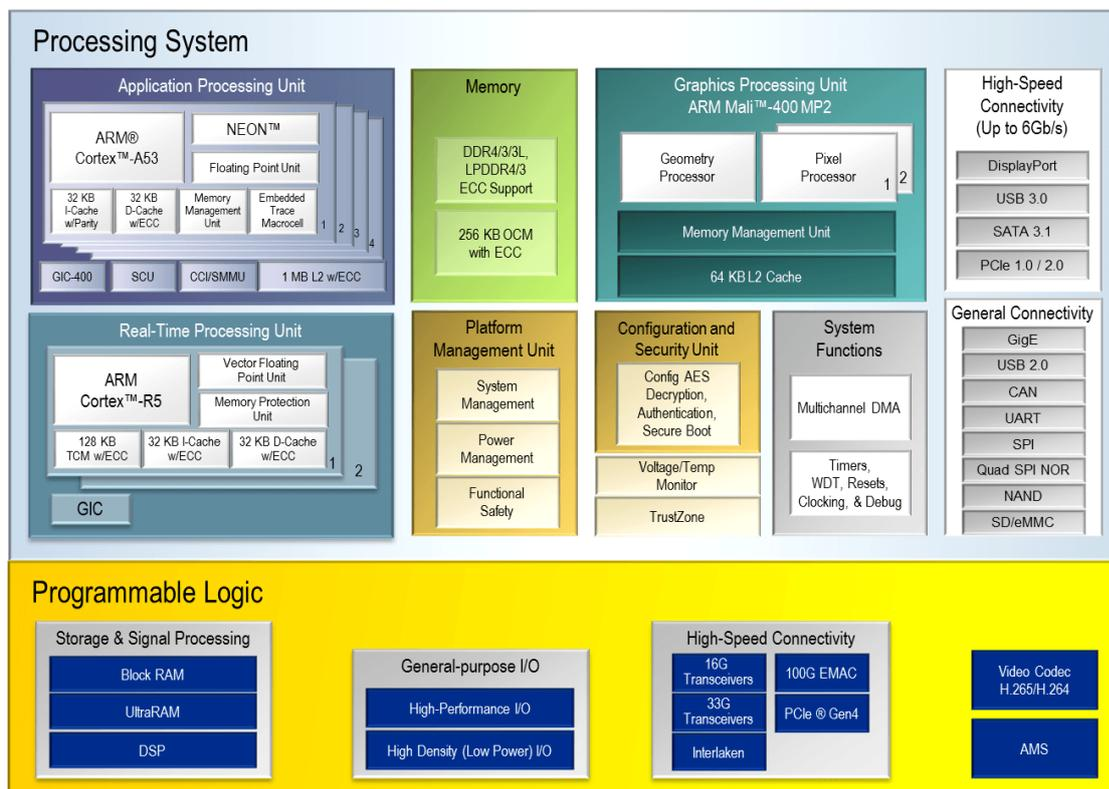 Processing System
Application Processing Unit
ARM®
Cortex™-A53
NEON™
Floating Point Unit
32 KB
I-Cache
w/Parity
32 KB
D-Cache
w/ECC
Memory
Management
Unit
Embedded
Trace
Macrocell
1
2
3
4
GIC-400
SCU
CCI/SMMU
1 MB L2 w/ECC
Memory
DDR4/3/3L,
LPDDR4/3
ECC Support
256 KB OCM
with ECC
Graphics Processing Unit
ARM Mali™-400 MP2
Geometry
Processor
Pixel
Processor
1
2
Memory Management Unit
64 KB L2 Cache
High-Speed
Connectivity
(Up to 6Gb/s)
DisplayPort
USB 3.0
SATA 3.1
PCIe 1.0 / 2.0
Real-Time Processing Unit
ARM
Cortex™-R5
Vector Floating
Point Unit
Memory Protection
Unit
128 KB
TCM w/ECC
32 KB I-Cache
w/ECC
32 KB D-Cache
w/ECC
1
2
GIC
Platform
Management Unit
System
Management
Power
Management
Functional
Safety
Configuration and
Security Unit
Config AES
Decryption,
Authentication,
Secure Boot
Voltage/Temp
Monitor
TrustZone
System
Functions
Multichannel DMA
Timers,
WDT, Resets,
Clocking, & Debug
General Connectivity
GigE
USB 2.0
CAN
UART
SPI
Quad SPI NOR
NAND
SD/eMMC
Programmable Logic
Storage & Signal Processing
Block RAM
UltraRAM
DSP
General-purpose I/O
High-Performance I/O
High Density (Low Power) I/O
High-Speed Connectivity
16G
Transceivers
33G
Transceivers
Interlaken
100G EMAC
PCIe ® Gen4
Video Codec
H.265/H.264
AMS